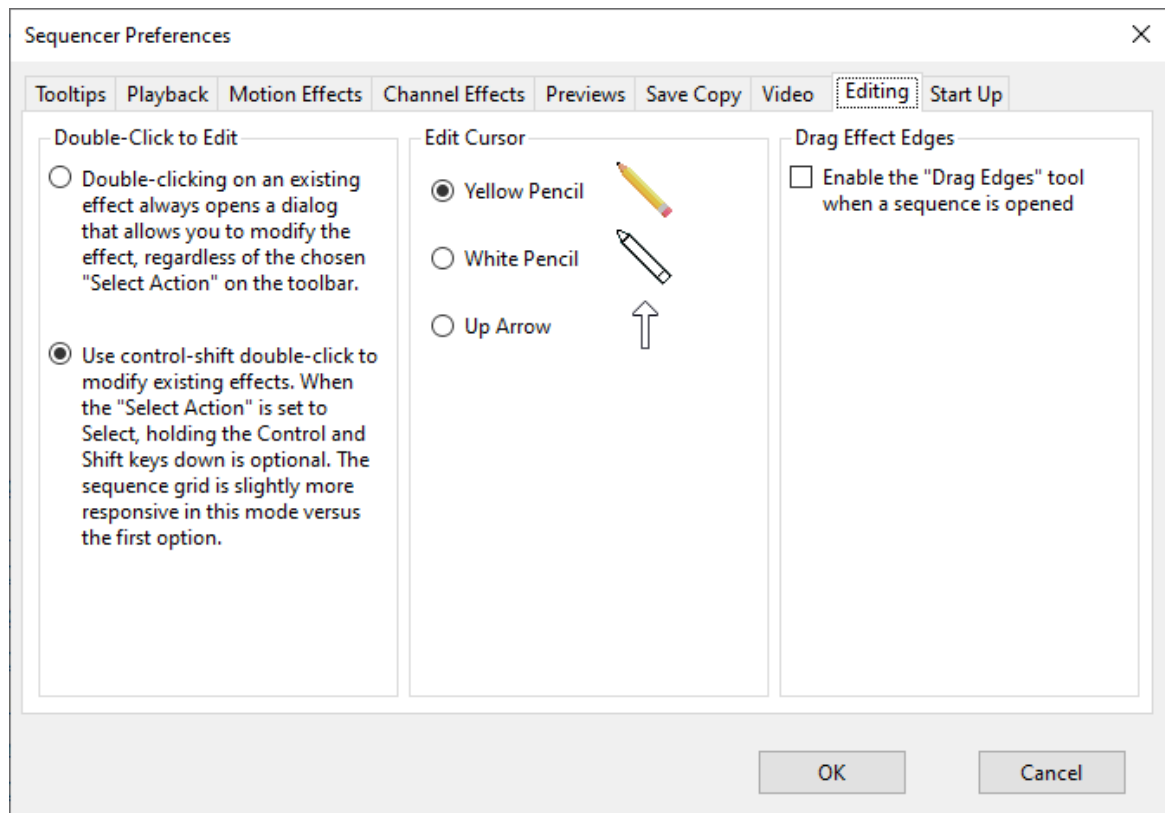 Sequencer Preferences
Tooltips Playback Motion Effects Channel Effects Previews Save Copy Video Editing Start Up
Double-Click to Edit
Double-clicking on an existing
effect always opens a dialog
that allows you to modify the
effect, regardless of the chosen
"Select Action" on the toolbar.
Use control-shift double-click to
modify existing effects. When
the "Select Action" is set to
Select, holding the Control and
Shift keys down is optional. The
sequence grid is slightly more
responsive in this mode versus
the first option.
Edit Cursor
Yellow Pencil
White Pencil
Up Arrow
Drag Effect Edges
Enable the "Drag Edges" tool
when a sequence is opened
OK Cancel